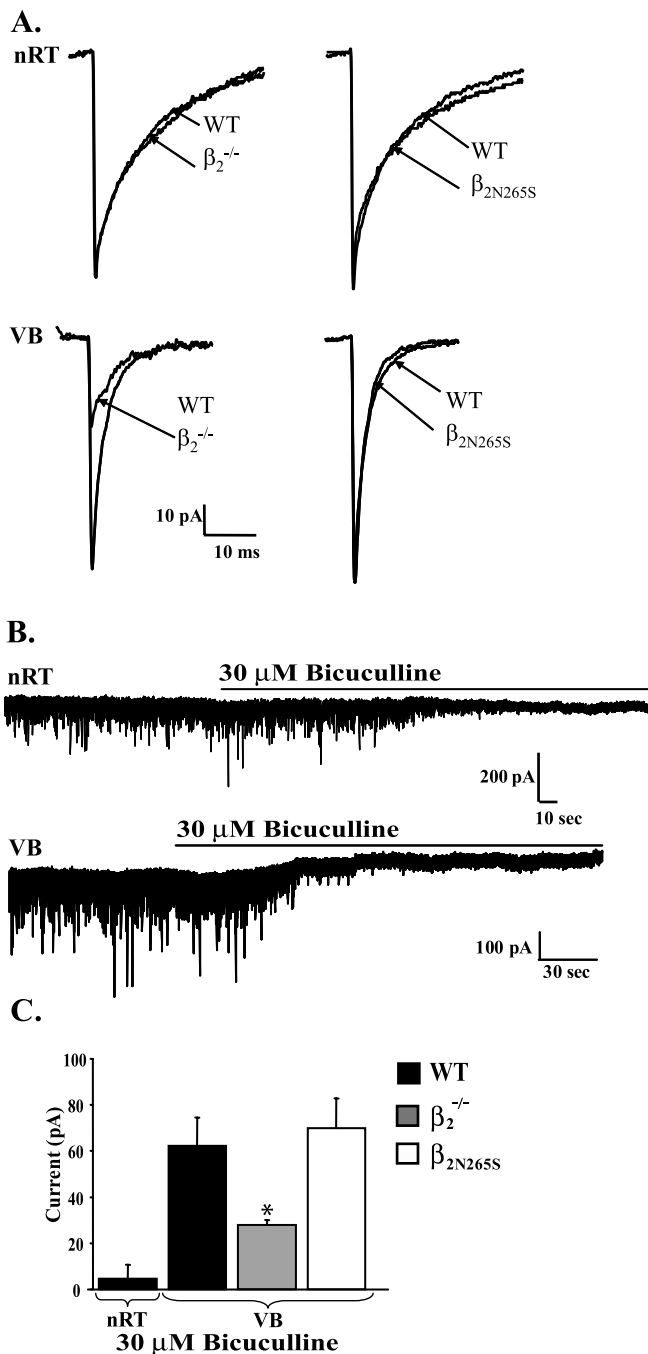 A.
nRT
WT
β₂⁻/⁻
WT
β₂N265S
VB
WT
β₂⁻/⁻
WT
β₂N265S
10 pA
10 ms
B.
nRT
30 μM Bicuculline
200 pA
10 sec
VB
30 μM Bicuculline
100 pA
30 sec
C.
Current (pA)
100
80
60
40
20
0
*
WT
β₂⁻/⁻
β₂N265S
nRT
VB
30 μM Bicuculline